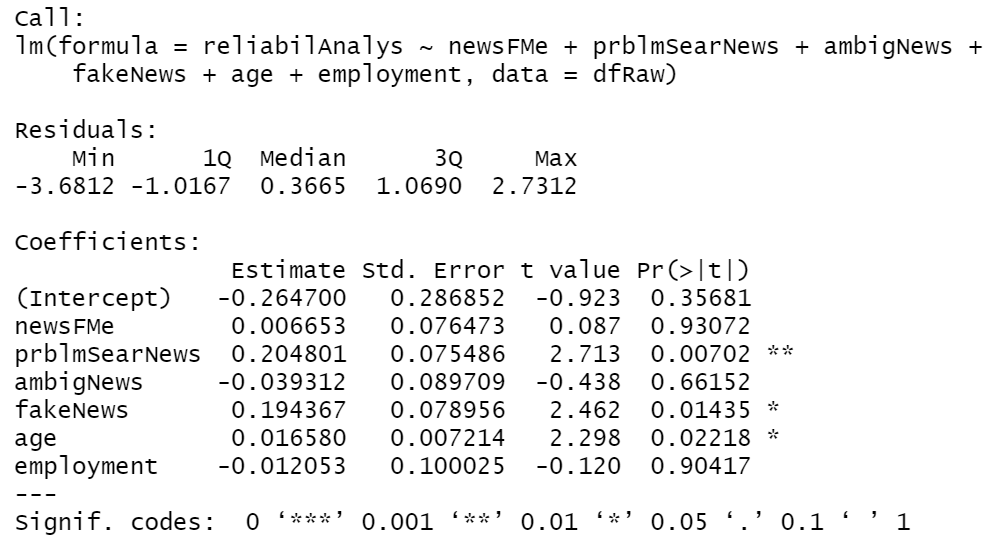 Call:
lm(formula = reliabilAnalys ~ newsFMe + prblmSearNews + ambigNews +
    fakeNews + age + employment, data = dfRaw)
Residuals:
    Min      1Q  Median      3Q     Max
-3.6812 -1.0167  0.3665  1.0690  2.7312
Coefficients:
               Estimate Std. Error t value Pr(>|t|)
(Intercept)   -0.264700   0.286852  -0.923  0.35681
newsFMe        0.006653   0.076473   0.087  0.93072
prblmSearNews  0.204801   0.075486   2.713  0.00702 **
ambigNews     -0.039312   0.089709  -0.438  0.66152
fakeNews       0.194367   0.078956   2.462  0.01435 *
age            0.016580   0.007214   2.298  0.02218 *
employment    -0.012053   0.100025  -0.120  0.90417
---
Signif. codes:  0 ‘***’ 0.001 ‘**’ 0.01 ‘*’ 0.05 ‘.’ 0.1 ‘ ’ 1